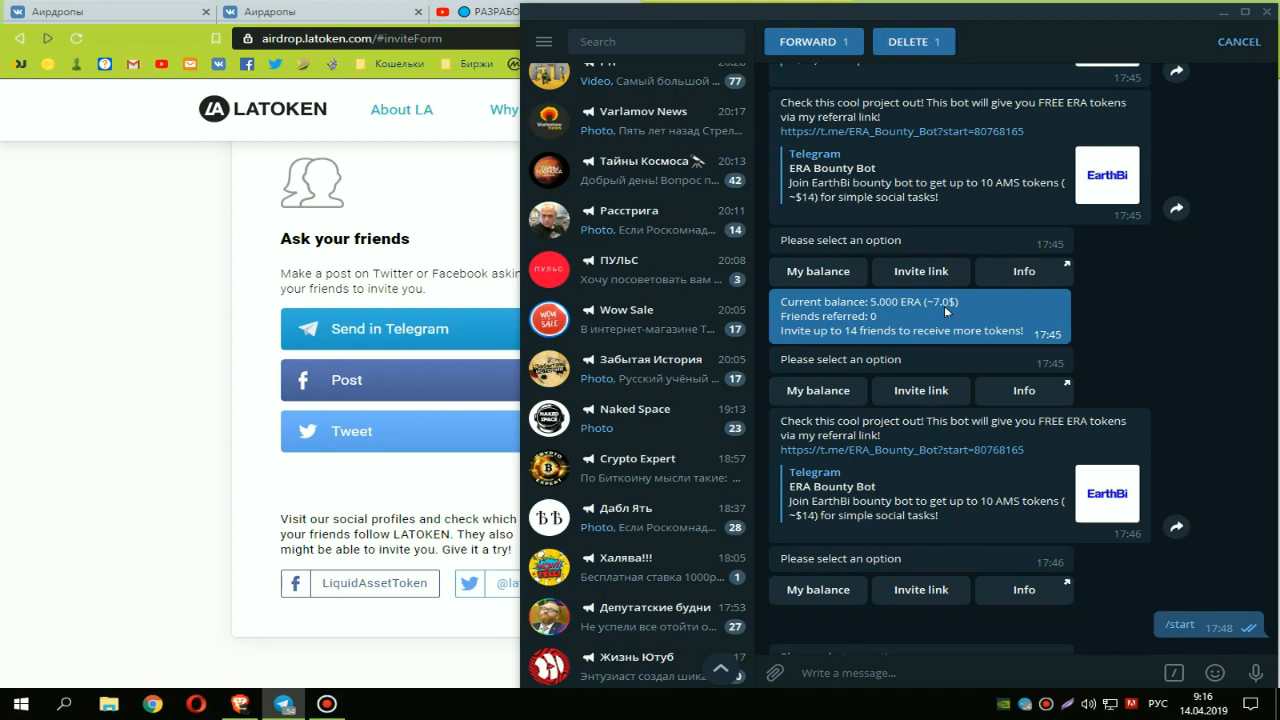 Аирдропы
Аирдропы
РАЗРАБО
airdrop.latoken.com/#inviteForm
Кошельки
Биржи
LATOKEN
About LA
Why
Ask your friends
Make a post on Twitter or Facebook askin
your friends to invite you.
Send in Telegram
Post
Tweet
Visit our social profiles and check which
your friends follow LATOKEN. They also
might be able to invite you. Give it a try!
LiquidAssetToken
@la
Search
Video, Самый большой ...
77
Varlamov News
20:17
Photo, Пять лет назад Стрел...
Тайны Космоса
20:13
Добрый день! Вопрос п...
42
Расстрига
20:11
Photo, Если Роскомнад...
14
ПУЛЬС
ПУЛЬС
20:08
Хочу посоветовать вам ...
3
WOW SALE
Wow Sale
20:05
В интернет-магазине Т...
17
Забытая История
20:05
Photo, Русский учёный ...
17
NAKED SPACE
Naked Space
19:13
Photo
23
CRYPTO EXPERT
Crypto Expert
18:57
По Биткоину мысли такие: ...
ЪЪ
Дабл Ять
18:37
Photo, Если Роскомнад...
28
Халява!!!
18:05
Бесплатная ставка 1000р...
1
Депутатские будни
17:53
Не успели все отойти о...
27
Жизнь Ютуб
17
Энтузиаст создал шика
FORWARD 1
DELETE 1
CANCEL
17:45
Check this cool project out! This bot will give you FREE ERA tokens
via my referral link!
https://t.me/ERA_Bounty_Bot?start=80768165
Telegram
ERA Bounty Bot
Join EarthBi bounty bot to get up to 10 AMS tokens (
~$14) for simple social tasks!
EarthBi
17:45
Please select an option
17:45
My balance
Invite link
Info
Current balance: 5.000 ERA (~7.0$)
Friends referred: 0
Invite up to 14 friends to receive more tokens!
17:45
Please select an option
17:45
My balance
Invite link
Info
Check this cool project out! This bot will give you FREE ERA tokens
via my referral link!
https://t.me/ERA_Bounty_Bot?start=80768165
Telegram
ERA Bounty Bot
Join EarthBi bounty bot to get up to 10 AMS tokens (
~$14) for simple social tasks!
EarthBi
17:46
Please select an option
17:46
My balance
Invite link
Info
/start
17:48
Write a message...
РУС
9:16
14.04.2019